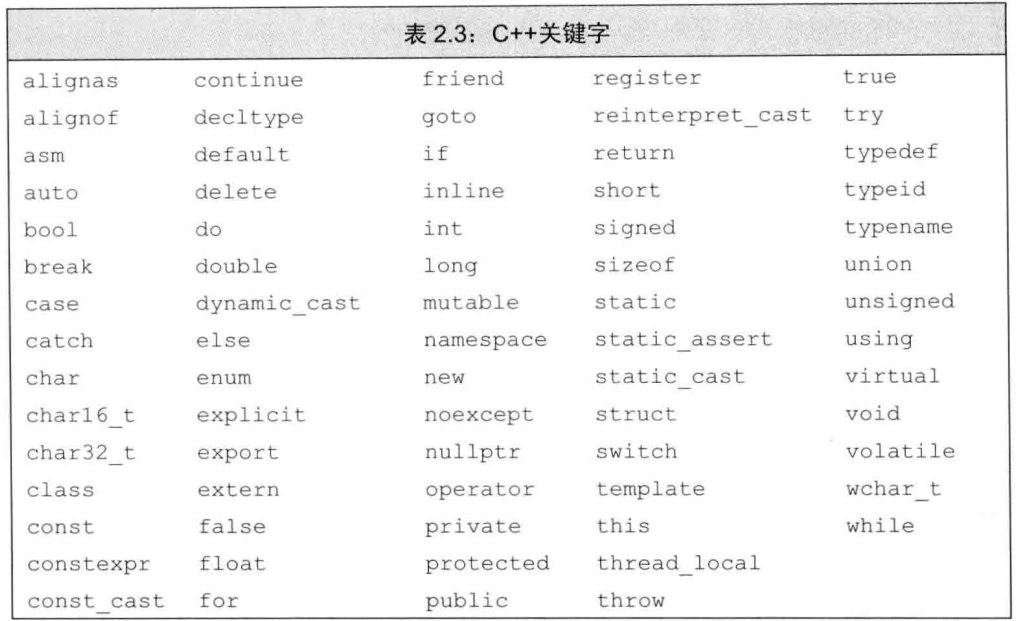 表 2.3：C++关键字
alignas continue friend register true
alignof decltype goto reinterpret_cast try
asm default if return typedef
auto delete inline short typeid
bool do int signed typename
break double long sizeof union
case dynamic_cast mutable static unsigned
catch else namespace static_assert using
char enum new static_cast virtual
char16_t explicit noexcept struct void
char32_t export nullptr switch volatile
class extern operator template wchar_t
const false private this while
constexpr float protected thread_local
const_cast for public throw